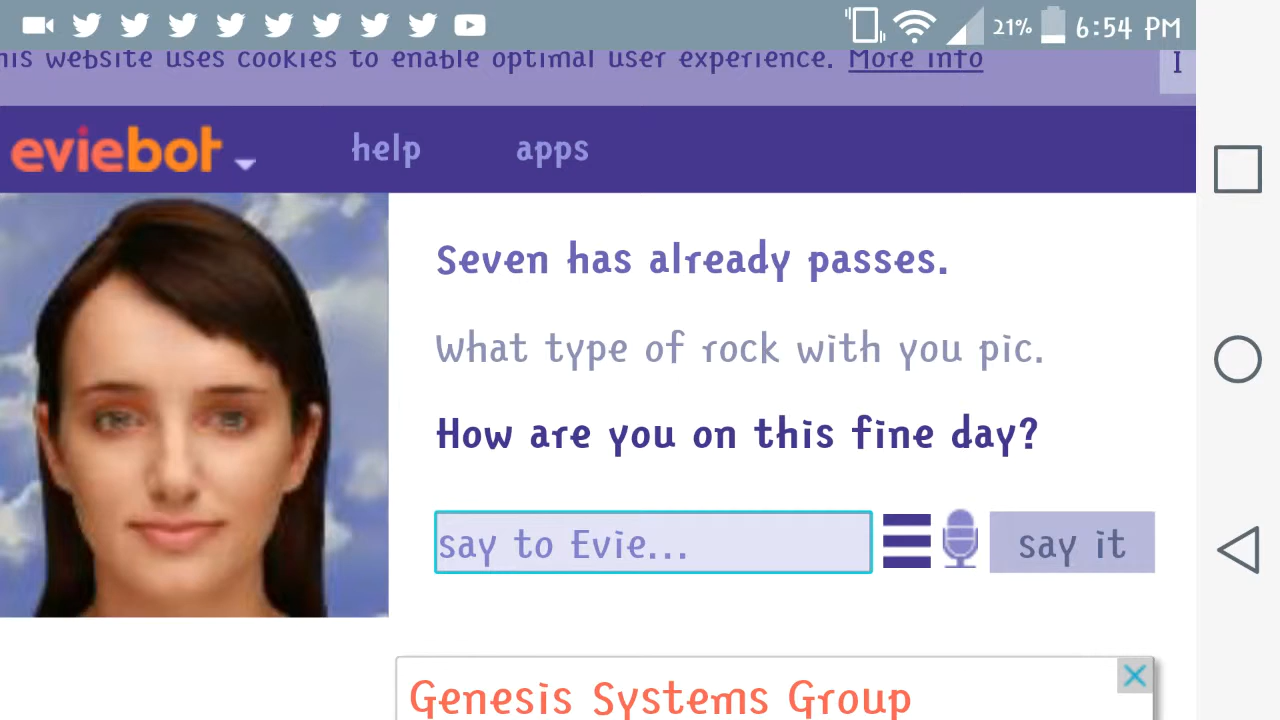 21% 6:54 PM
his website uses cookies to enable optimal user experience. More info I
eviebot help apps
Seven has already passes.
What type of rock with you pic.
How are you on this fine day?
say to Evie... say it
Genesis Systems Group